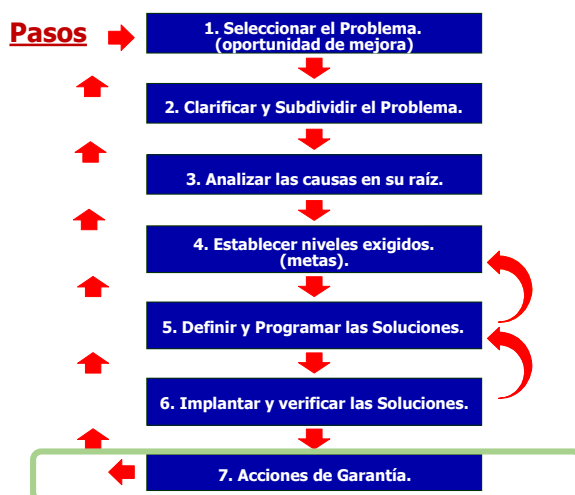 Pasos
1. Seleccionar el Problema.
(oportunidad de mejora)
2. Clarificar y Subdividir el Problema.
3. Analizar las causas en su raíz.
4. Establecer niveles exigidos.
(metas).
5. Definir y Programar las Soluciones.
6. Implantar y verificar las Soluciones.
7. Acciones de Garantía.